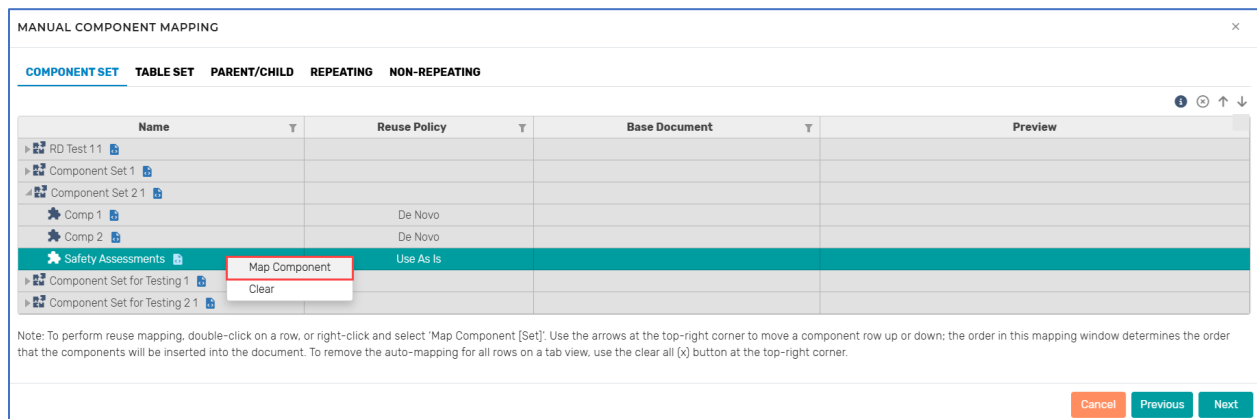 MANUAL COMPONENT MAPPING
COMPONENT SET TABLE SET PARENT/CHILD REPEATING NON-REPEATING
Name Reuse Policy Base Document Preview
RD Test 1 1
Component Set 1
Component Set 2 1
Comp 1 De Novo
Comp 2 De Novo
Safety Assessments Use As Is
Map Component
Component Set for Testing 1
Clear
Component Set for Testing 2 1
Note: To perform reuse mapping, double-click on a row, or right-click and select 'Map Component [Set]'. Use the arrows at the top-right corner to move a component row up or down; the order in this mapping window determines the order
that the components will be inserted into the document. To remove the auto-mapping for all rows on a tab view, use the clear all (x) button at the top-right corner.
Cancel Previous Next